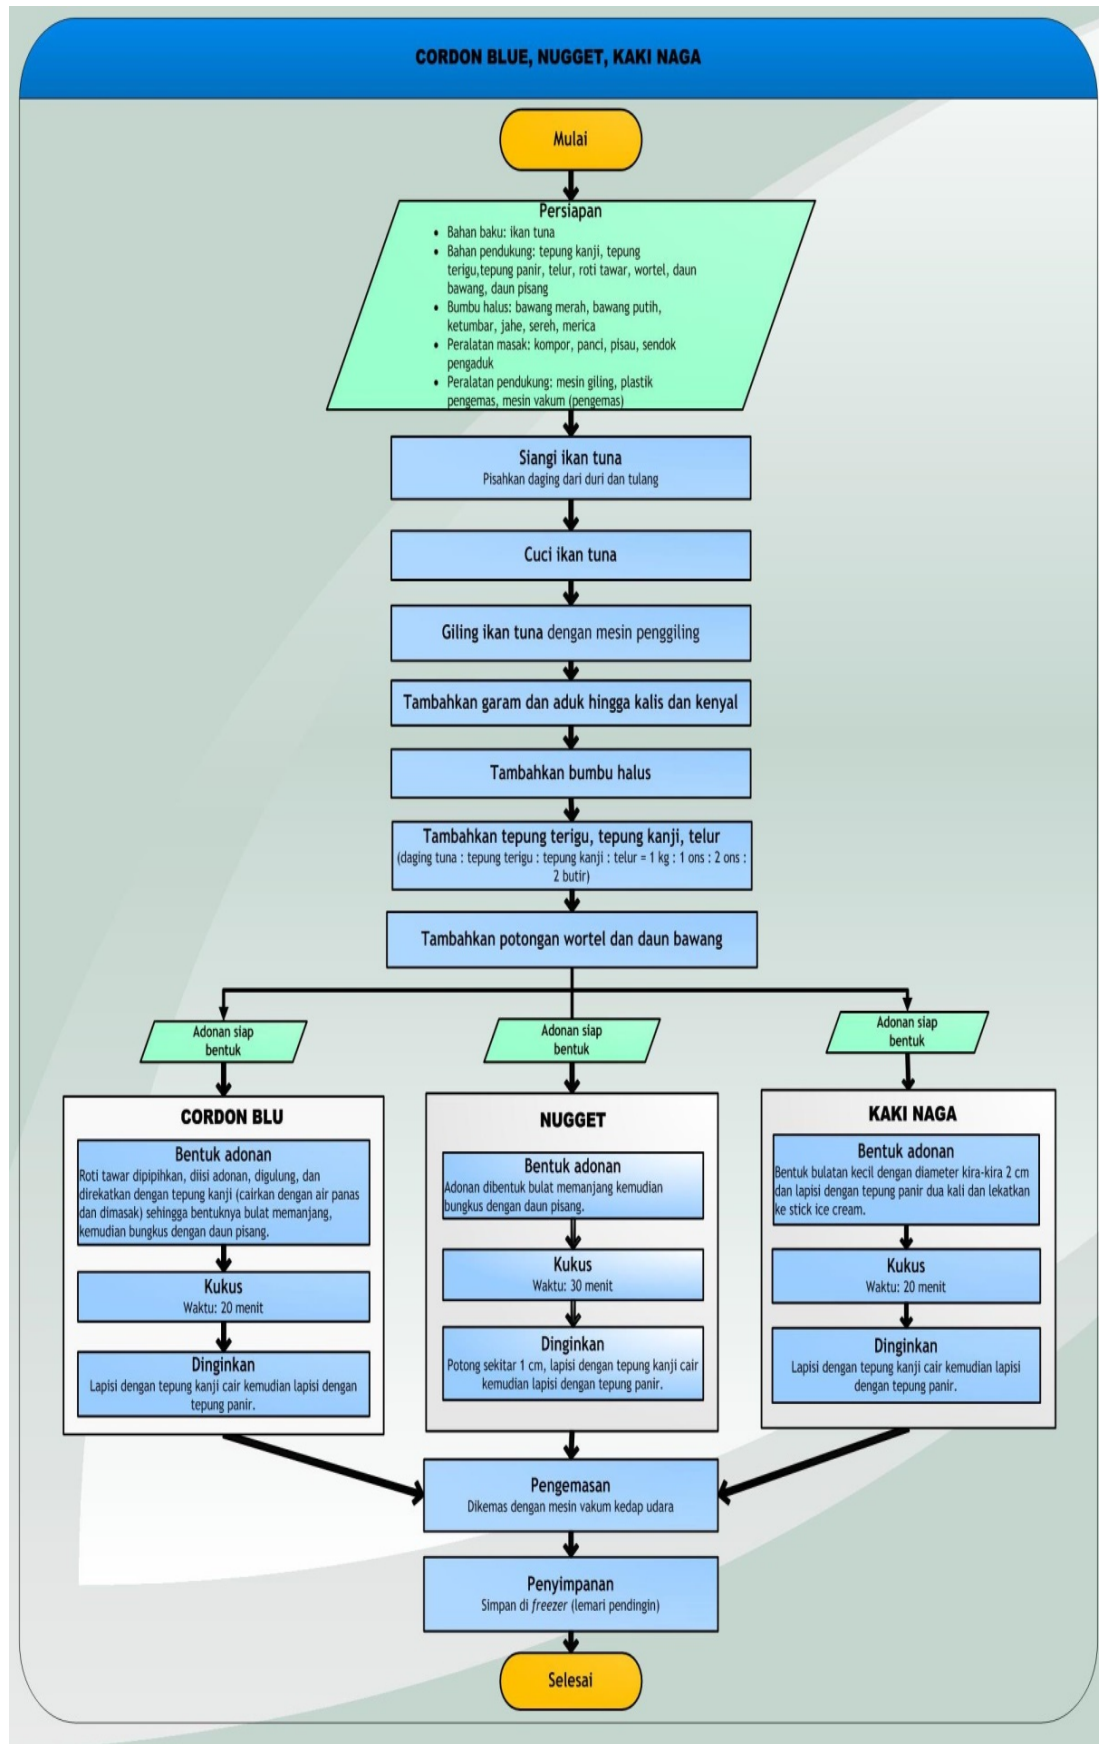 CORDON BLUE, NUGGET, KAKI NAGA
Mulai
Persiapan
• Bahan baku: ikan tuna
• Bahan pendukung: tepung kanji, tepung
terigu,tepung panir, telur, roti tawar, wortel, daun
bawang, daun pisang
• Bumbu halus: bawang merah, bawang putih,
ketumbar, jahe, sereh, merica
• Peralatan masak: kompor, panci, pisau, sendok
pengaduk
• Peralatan pendukung: mesin giling, plastik
pengemas, mesin vakum (pengemas)
Siangi ikan tuna
Pisahkan daging dari duri dan tulang
Cuci ikan tuna
Giling ikan tuna dengan mesin penggiling
Tambahkan garam dan aduk hingga kalis dan kenyal
Tambahkan bumbu halus
Tambahkan tepung terigu, tepung kanji, telur
(daging tuna : tepung terigu : tepung kanji : telur = 1 kg : 1 ons : 2 ons :
2 butir)
Tambahkan potongan wortel dan daun bawang
Adonan siap
bentuk
CORDON BLU
Bentuk adonan
Roti tawar dipipihkan, diisi adonan, digulung, dan
direkatkan dengan tepung kanji (cairkan dengan air panas
dan dimasak) sehingga bentuknya bulat memanjang,
kemudian bungkus dengan daun pisang.
Kukus
Waktu: 20 menit
Dinginkan
Lapisi dengan tepung kanji cair kemudian lapisi dengan
tepung panir.
Adonan siap
bentuk
NUGGET
Bentuk adonan
Adonan dibentuk bulat memanjang kemudian
bungkus dengan daun pisang.
Kukus
Waktu: 30 menit
Dinginkan
Potong sekitar 1 cm, lapisi dengan tepung kanji cair
kemudian lapisi dengan tepung panir.
Adonan siap
bentuk
KAKI NAGA
Bentuk adonan
Bentuk bulatan kecil dengan diameter kira-kira 2 cm
dan lapisi dengan tepung panir dua kali dan lekatkan
ke stick ice cream.
Kukus
Waktu: 20 menit
Dinginkan
Lapisi dengan tepung kanji cair kemudian lapisi
dengan tepung panir.
Pengemasan
Dikemas dengan mesin vakum kedap udara
Penyimpanan
Simpan di freezer (lemari pendingin)
Selesai